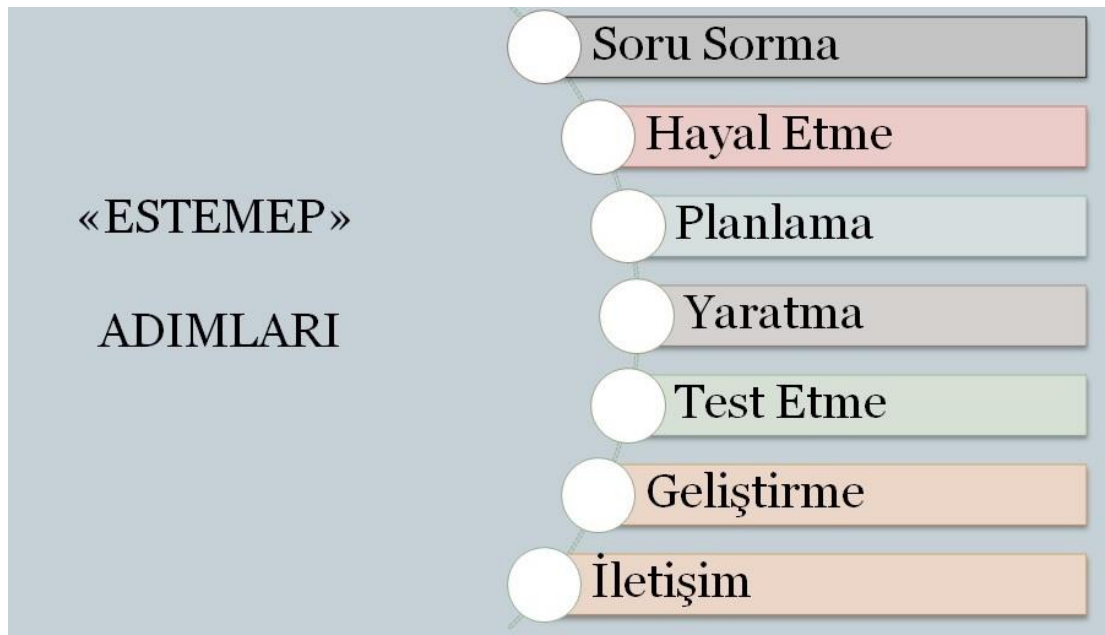 «ESTEMEP»
ADIMLARI
Soru Sorma
Hayal Etme
Planlama
Yaratma
Test Etme
Geliştirme
İletişim